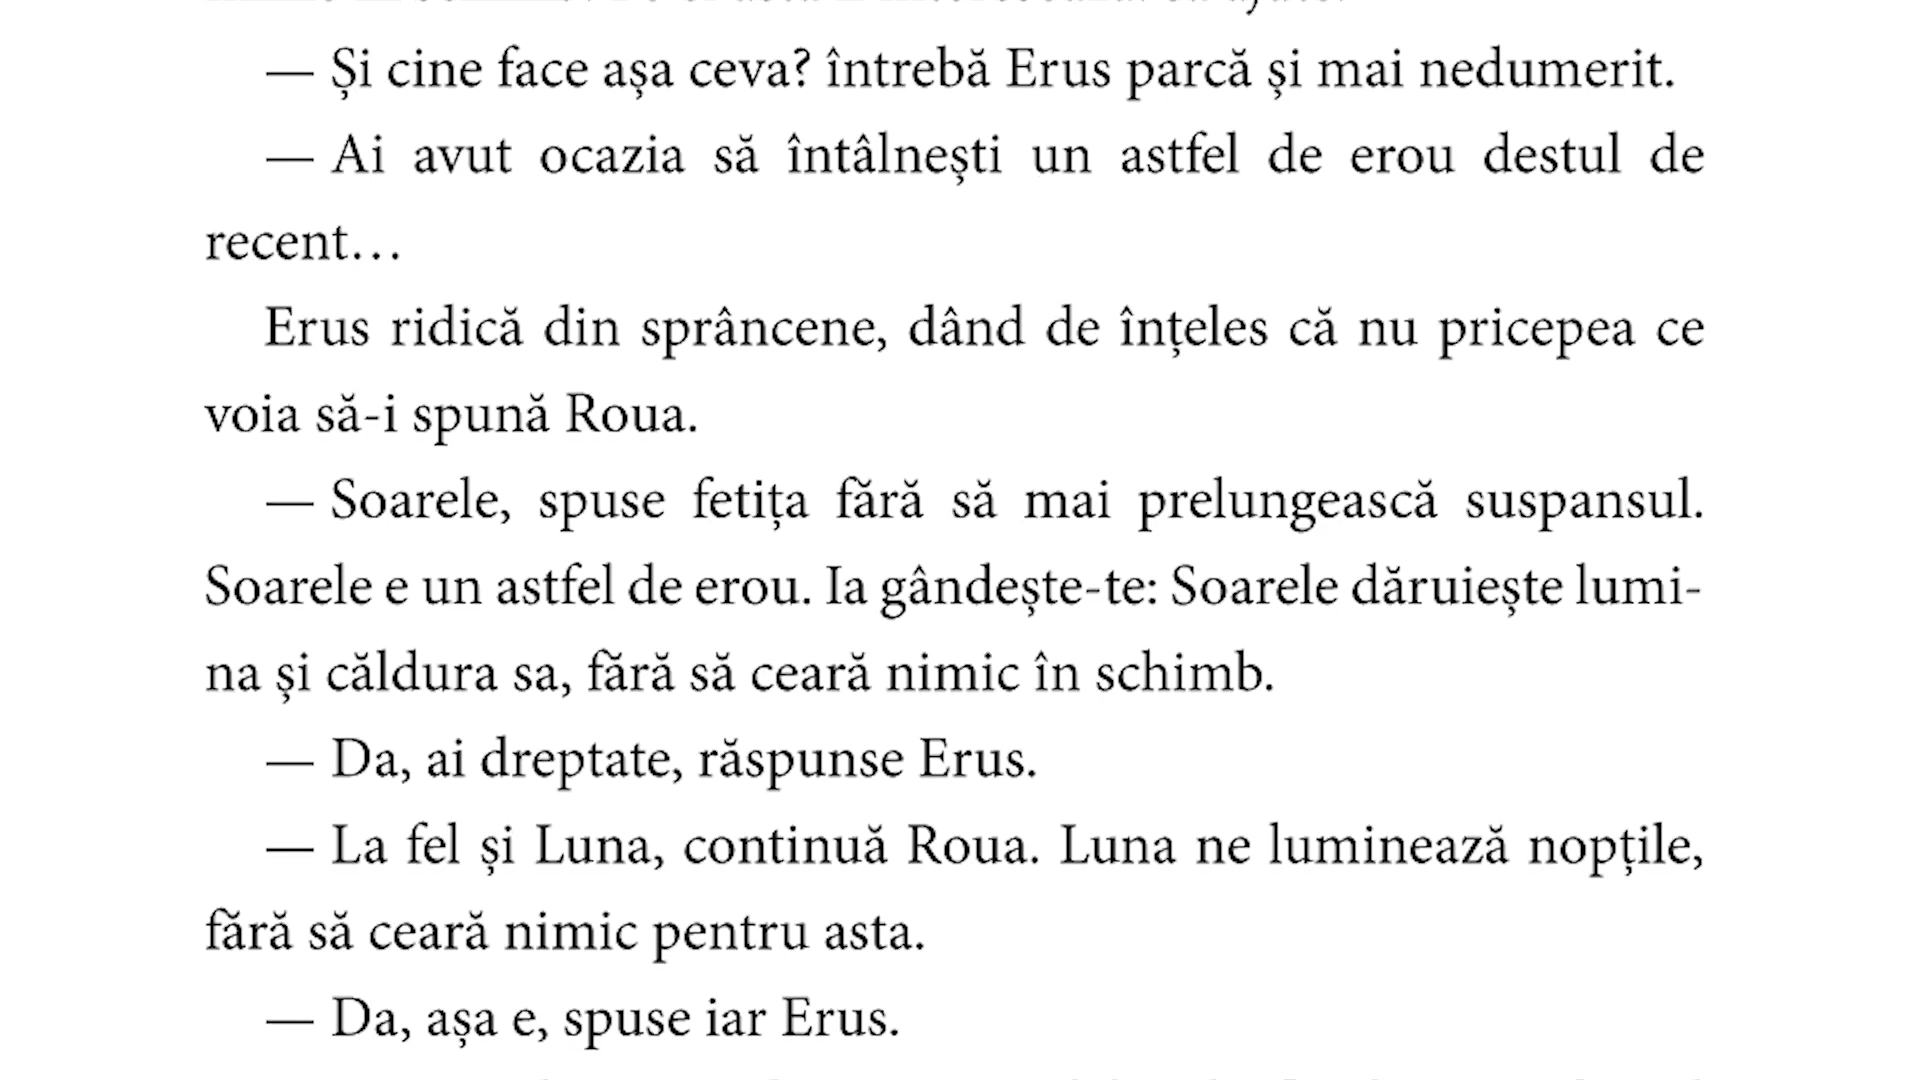 — Și cine face așa ceva? întrebă Erus parcă și mai nedumerit.
— Ai avut ocazia să întâlnești un astfel de erou destul de
recent…
Erus ridică din sprâncene, dând de înțeles că nu pricepea ce
voia să-i spună Roua.
— Soarele, spuse fetița fără să mai prelungească suspansul.
Soarele e un astfel de erou. Ia gândește-te: Soarele dăruiește lumi-
na și căldura sa, fără să ceară nimic în schimb.
— Da, ai dreptate, răspunse Erus.
— La fel și Luna, continuă Roua. Luna ne luminează nopțile,
fără să ceară nimic pentru asta.
— Da, așa e, spuse iar Erus.